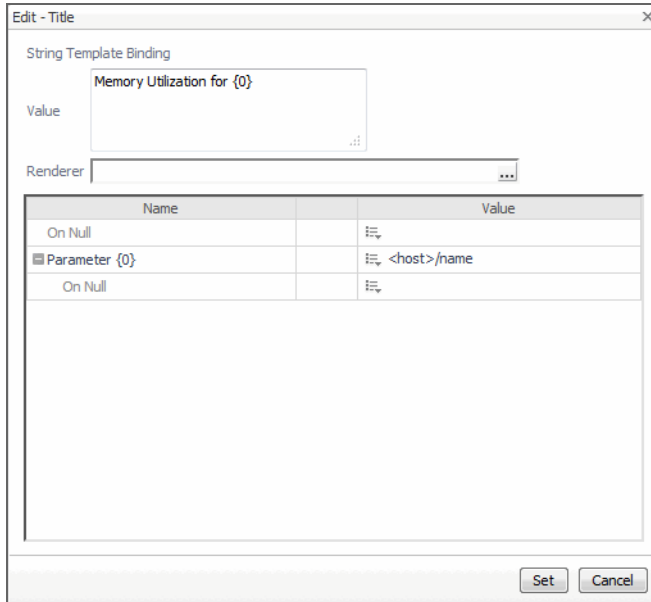 Edit - Title
String Template Binding
Memory Utilization for {0}
Value
Renderer
...
Name Value
On Null
Parameter {0} <host>/name
On Null
Set Cancel